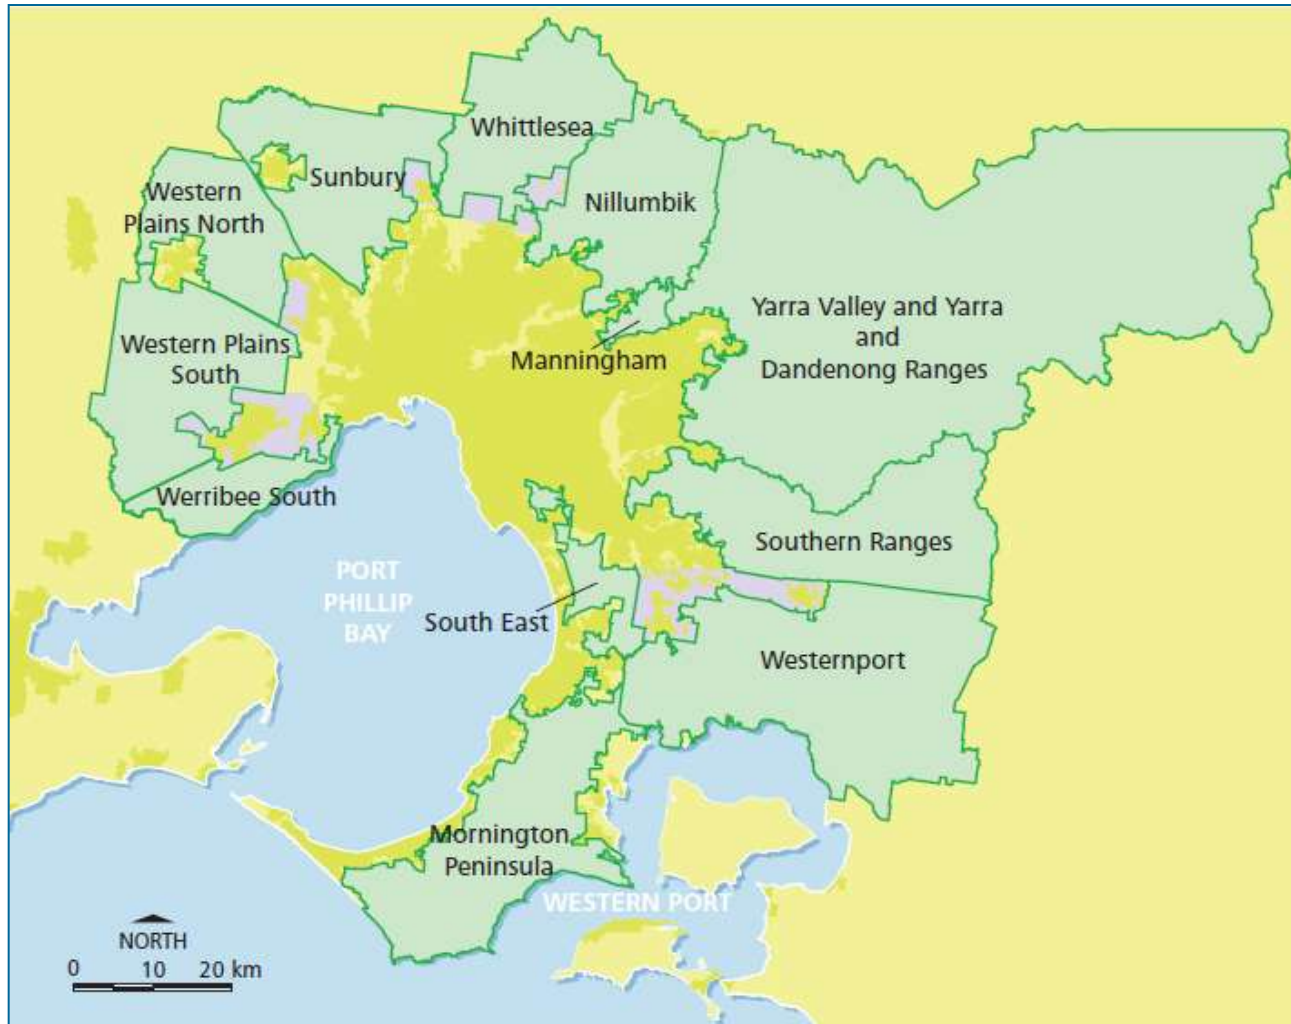 Whittlesea
Sunbury
Western
Plains North
Nillumbik
Yarra Valley and Yarra
and
Dandenong Ranges
Western Plains
South
Manningham
Werribee South
Southern Ranges
PORT
PHILLIP
BAY
South East
Westernport
Mornington
Peninsula
WESTERN PORT
NORTH
0 10 20 km